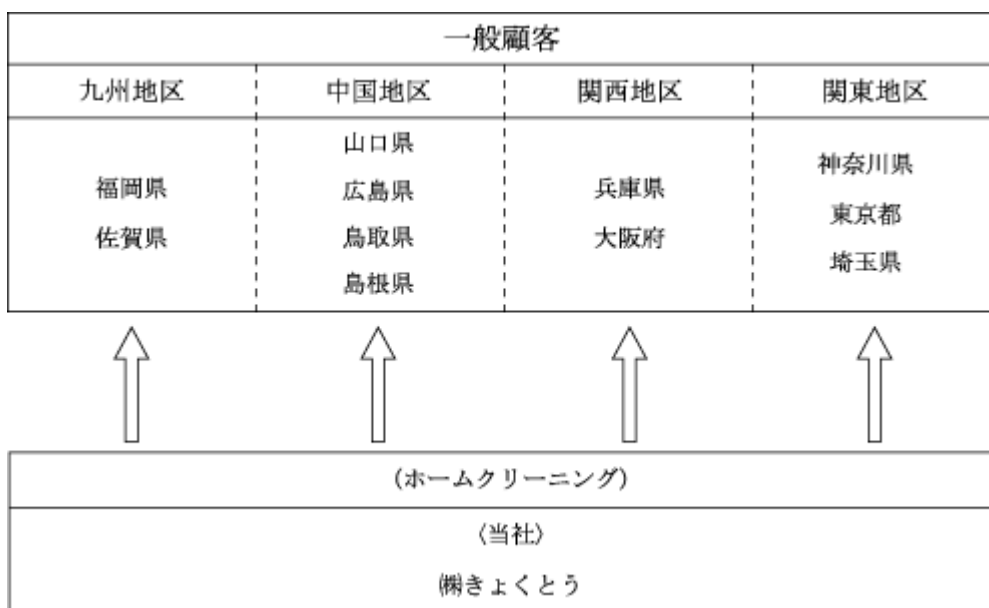 一般顧客
九州地区 中国地区 関西地区 関東地区
福岡県
佐賀県
山口県
広島県
鳥取県
島根県
兵庫県
大阪府
神奈川県
東京都
埼玉県
(ホームクリーニング)
〈当社〉
㈱きょくとう